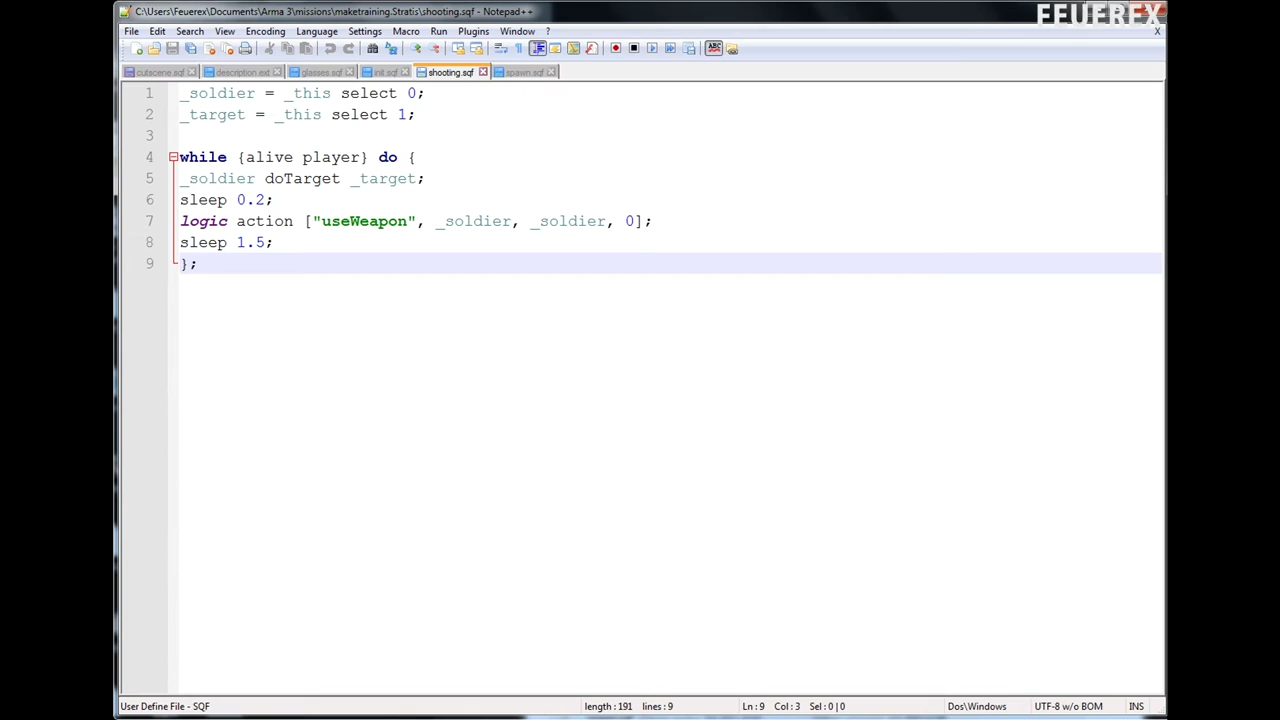 C:\Users\Feuerex\Documents\Arma 3\missions\maketraining.Stratis\shooting.sqf - Notepad++
FEUEREX
File Edit Search View Encoding Language Settings Macro Run Plugins Window ? X
cutscene.sqf description.ext glasses.sqf init.sqf shooting.sqf spawn.sqf
1 _soldier = _this select 0;
2 _target = _this select 1;
3
4 while {alive player} do {
5 _soldier doTarget _target;
6 sleep 0.2;
7 logic action ["useWeapon", _soldier, _soldier, 0];
8 sleep 1.5;
9 };
User Define File - SQF length : 191 lines : 9 Ln : 9 Col : 3 Sel : 0 | 0 Dos\Windows UTF-8 w/o BOM INS